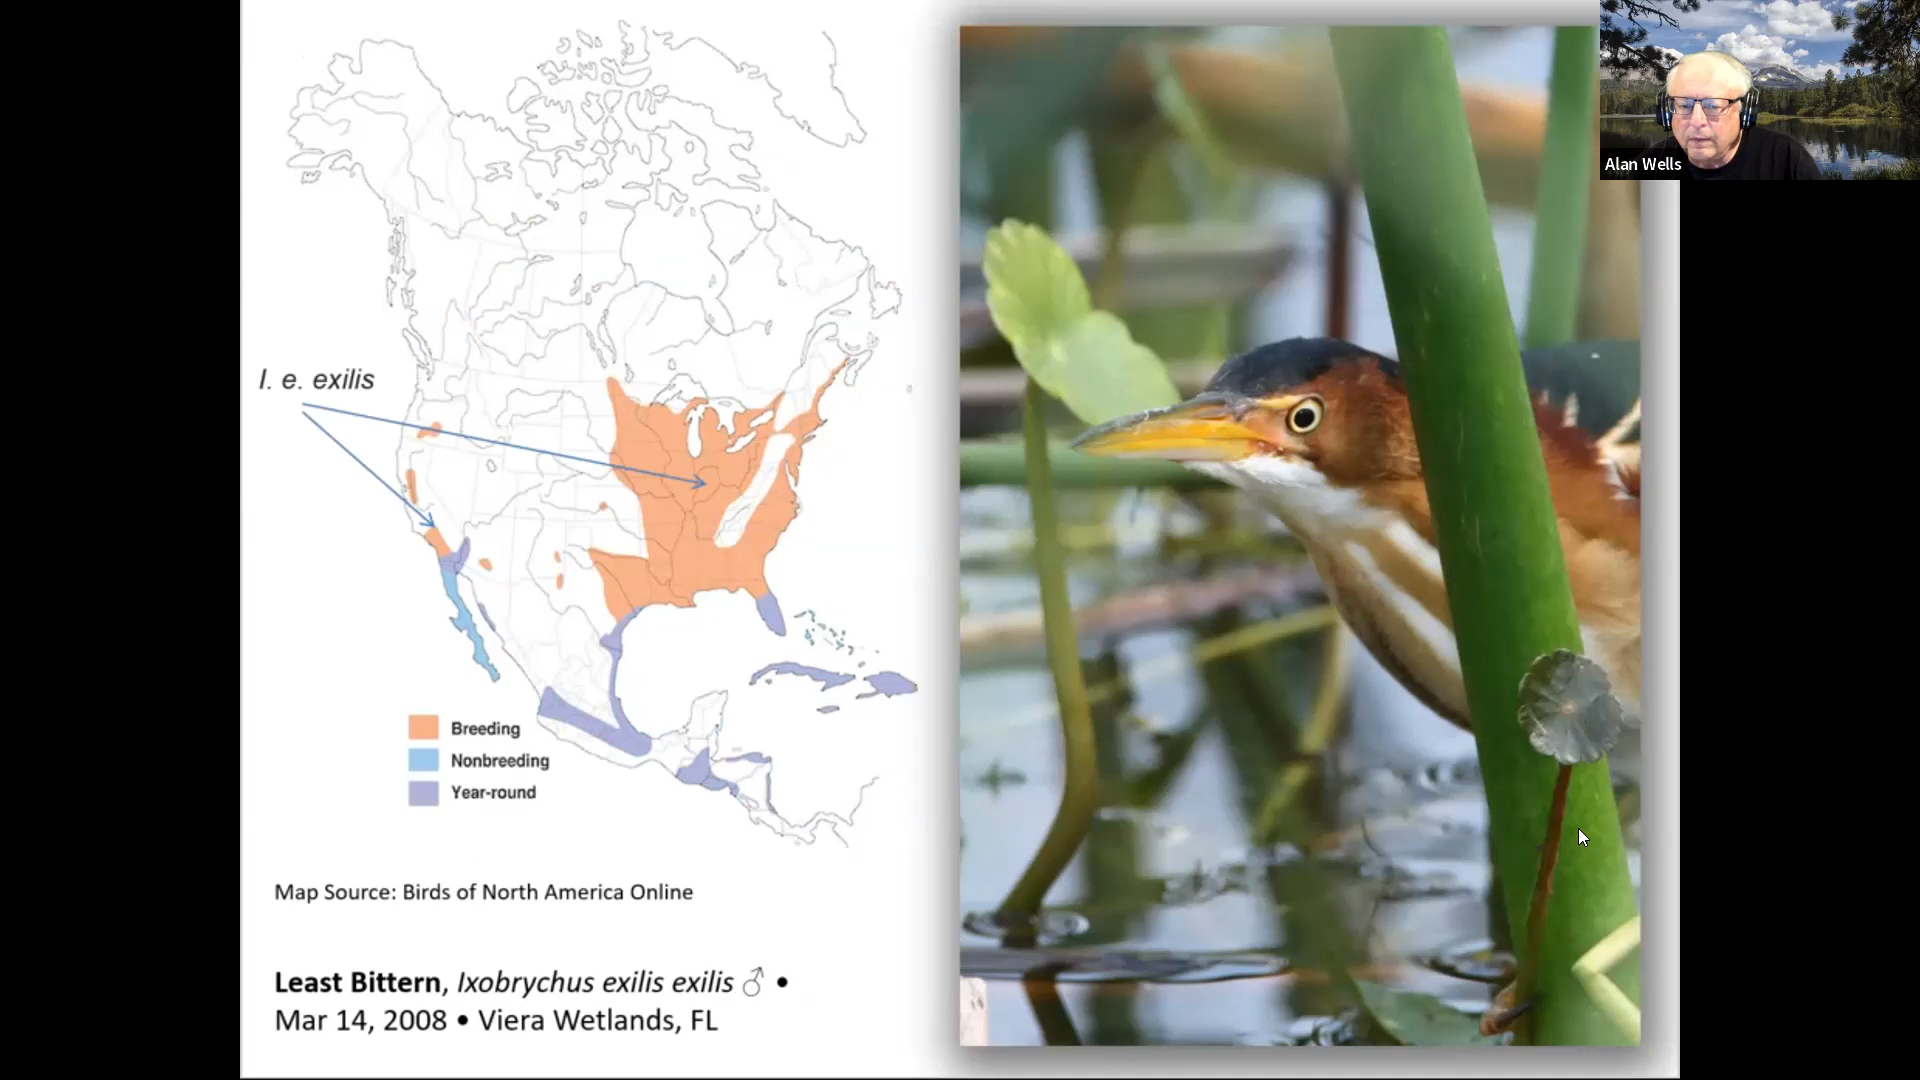 I. e. exilis
Breeding
Nonbreeding
Year-round
Map Source: Birds of North America Online
Least Bittern, Ixobrychus exilis exilis ♂ •
Mar 14, 2008 • Viera Wetlands, FL
Alan Wells